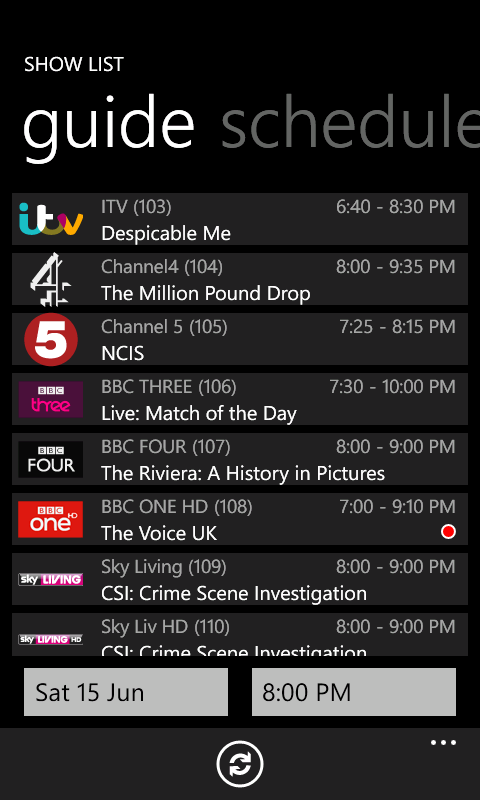 SHOW LIST
guide schedule
itv ITV (103) 6:40 - 8:30 PM
Despicable Me
4 Channel4 (104) 8:00 - 9:35 PM
The Million Pound Drop
5 Channel 5 (105) 7:25 - 8:15 PM
NCIS
BBC three BBC THREE (106) 7:30 - 10:00 PM
Live: Match of the Day
BBC FOUR BBC FOUR (107) 8:00 - 9:00 PM
The Riviera: A History in Pictures
BBC one HD BBC ONE HD (108) 7:00 - 9:10 PM
The Voice UK
sky LIVING Sky Living (109) 8:00 - 9:00 PM
CSI: Crime Scene Investigation
sky LIVING HD Sky Liv HD (110) 8:00 - 9:00 PM
CSI: Crime Scene Investigation
Sat 15 Jun 8:00 PM